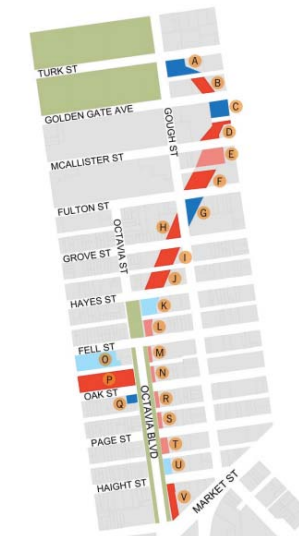 A
TURK ST
B
C
GOLDEN GATE AVE
GOUGH ST
D
MCALLISTER ST
E
F
FULTON ST
G
H
OCTAVIA ST
GROVE ST
I
J
HAYES ST
K
L
FELL ST
M
O
N
P
OAK ST
Q
OCTAVIA BLVD
R
S
PAGE ST
T
U
HAIGHT ST
V
MARKET ST